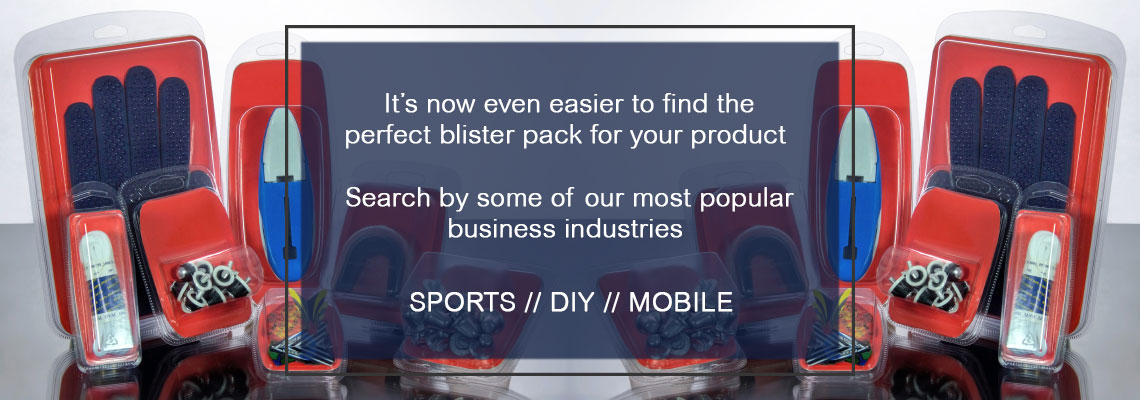 It's now even easier to find the
perfect blister pack for your product
Search by some of our most popular
business industries
SPORTS // DIY // MOBILE